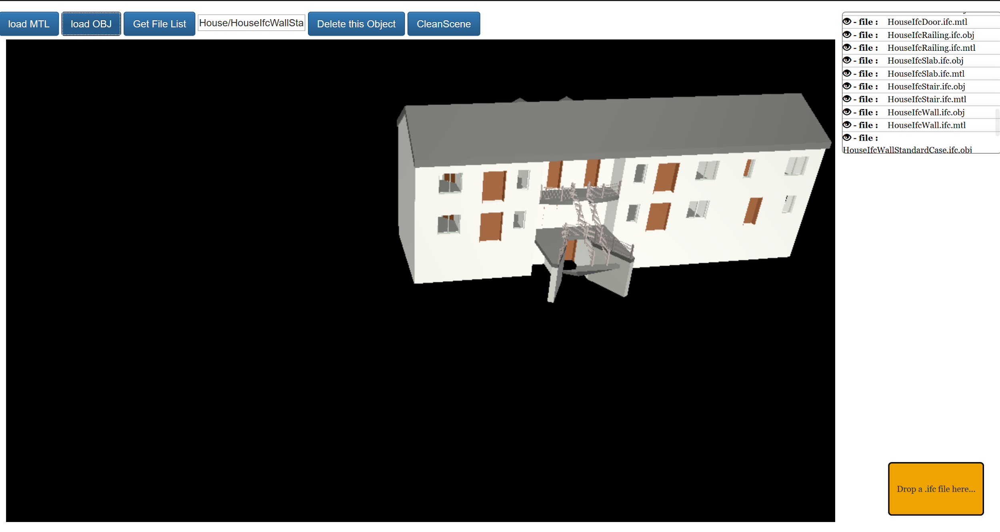 load MTL load OBJ Get File List House/HouseIfcWallSta Delete this Object CleanScene
- file : HouseIfcDoor.ifc.mtl
- file : HouseIfcRailing.ifc.obj
- file : HouseIfcRailing.ifc.mtl
- file : HouseIfcSlab.ifc.obj
- file : HouseIfcSlab.ifc.mtl
- file : HouseIfcStair.ifc.obj
- file : HouseIfcStair.ifc.mtl
- file : HouseIfcWall.ifc.obj
- file : HouseIfcWall.ifc.mtl
- file :
HouseIfcWallStandardCase.ifc.obj
Drop a .ifc file here...